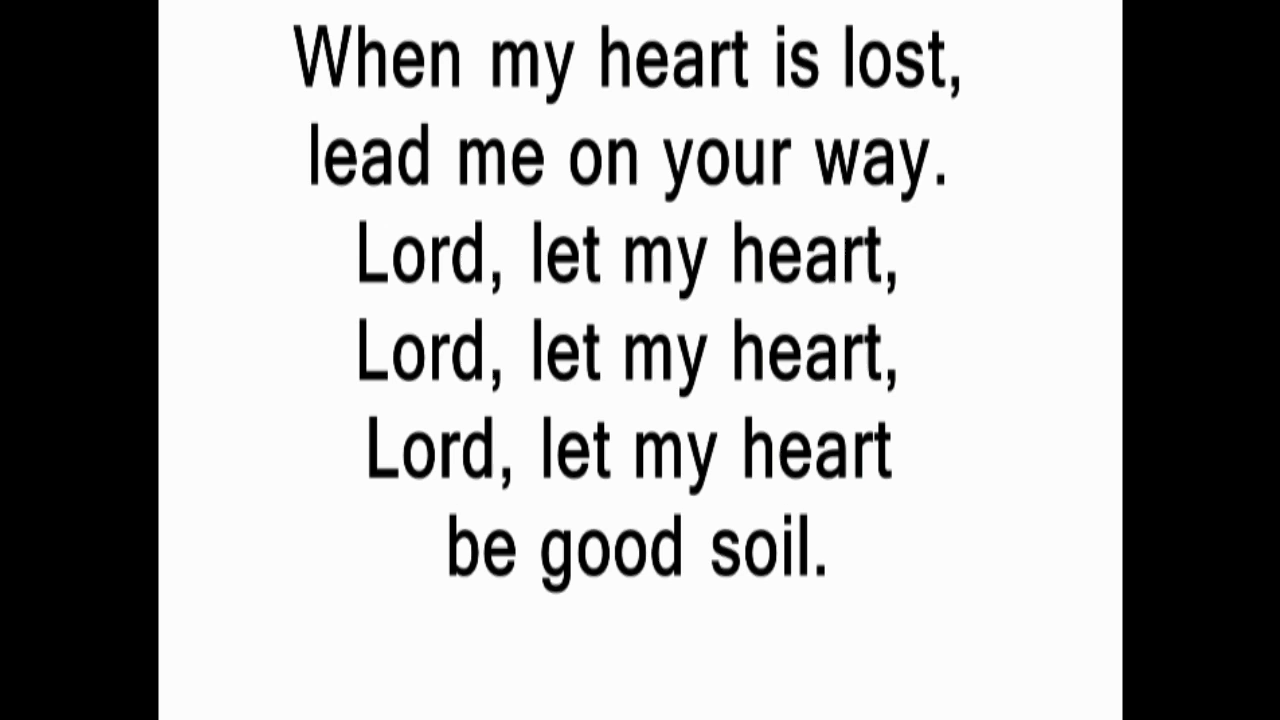 When my heart is lost,
lead me on your way.
Lord, let my heart,
Lord, let my heart,
Lord, let my heart
be good soil.